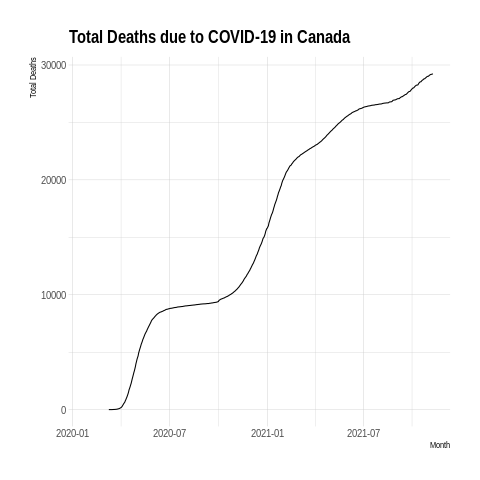 Total Deaths due to COVID-19 in Canada
Total Deaths
30000
20000
10000
0
2020-01 2020-07 2021-01 2021-07
Month